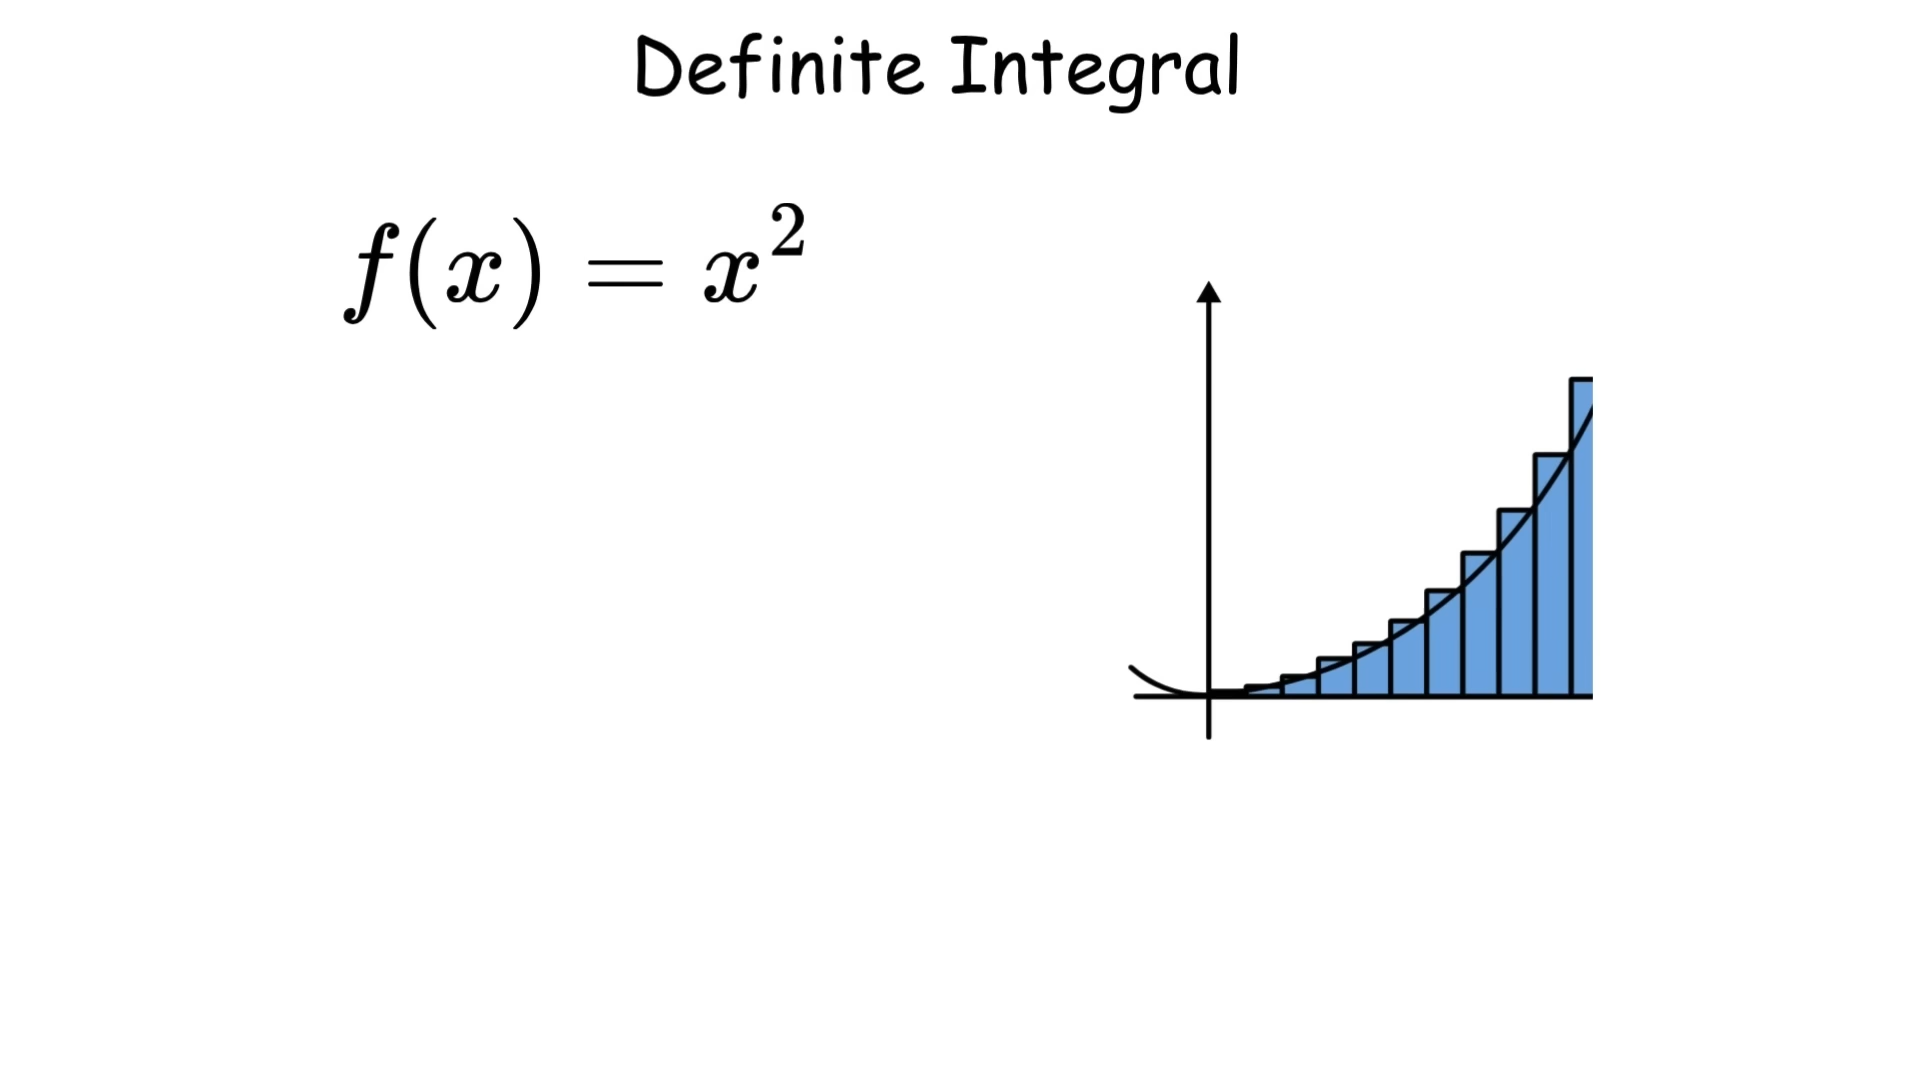 Definite Integral
f(x) = x²